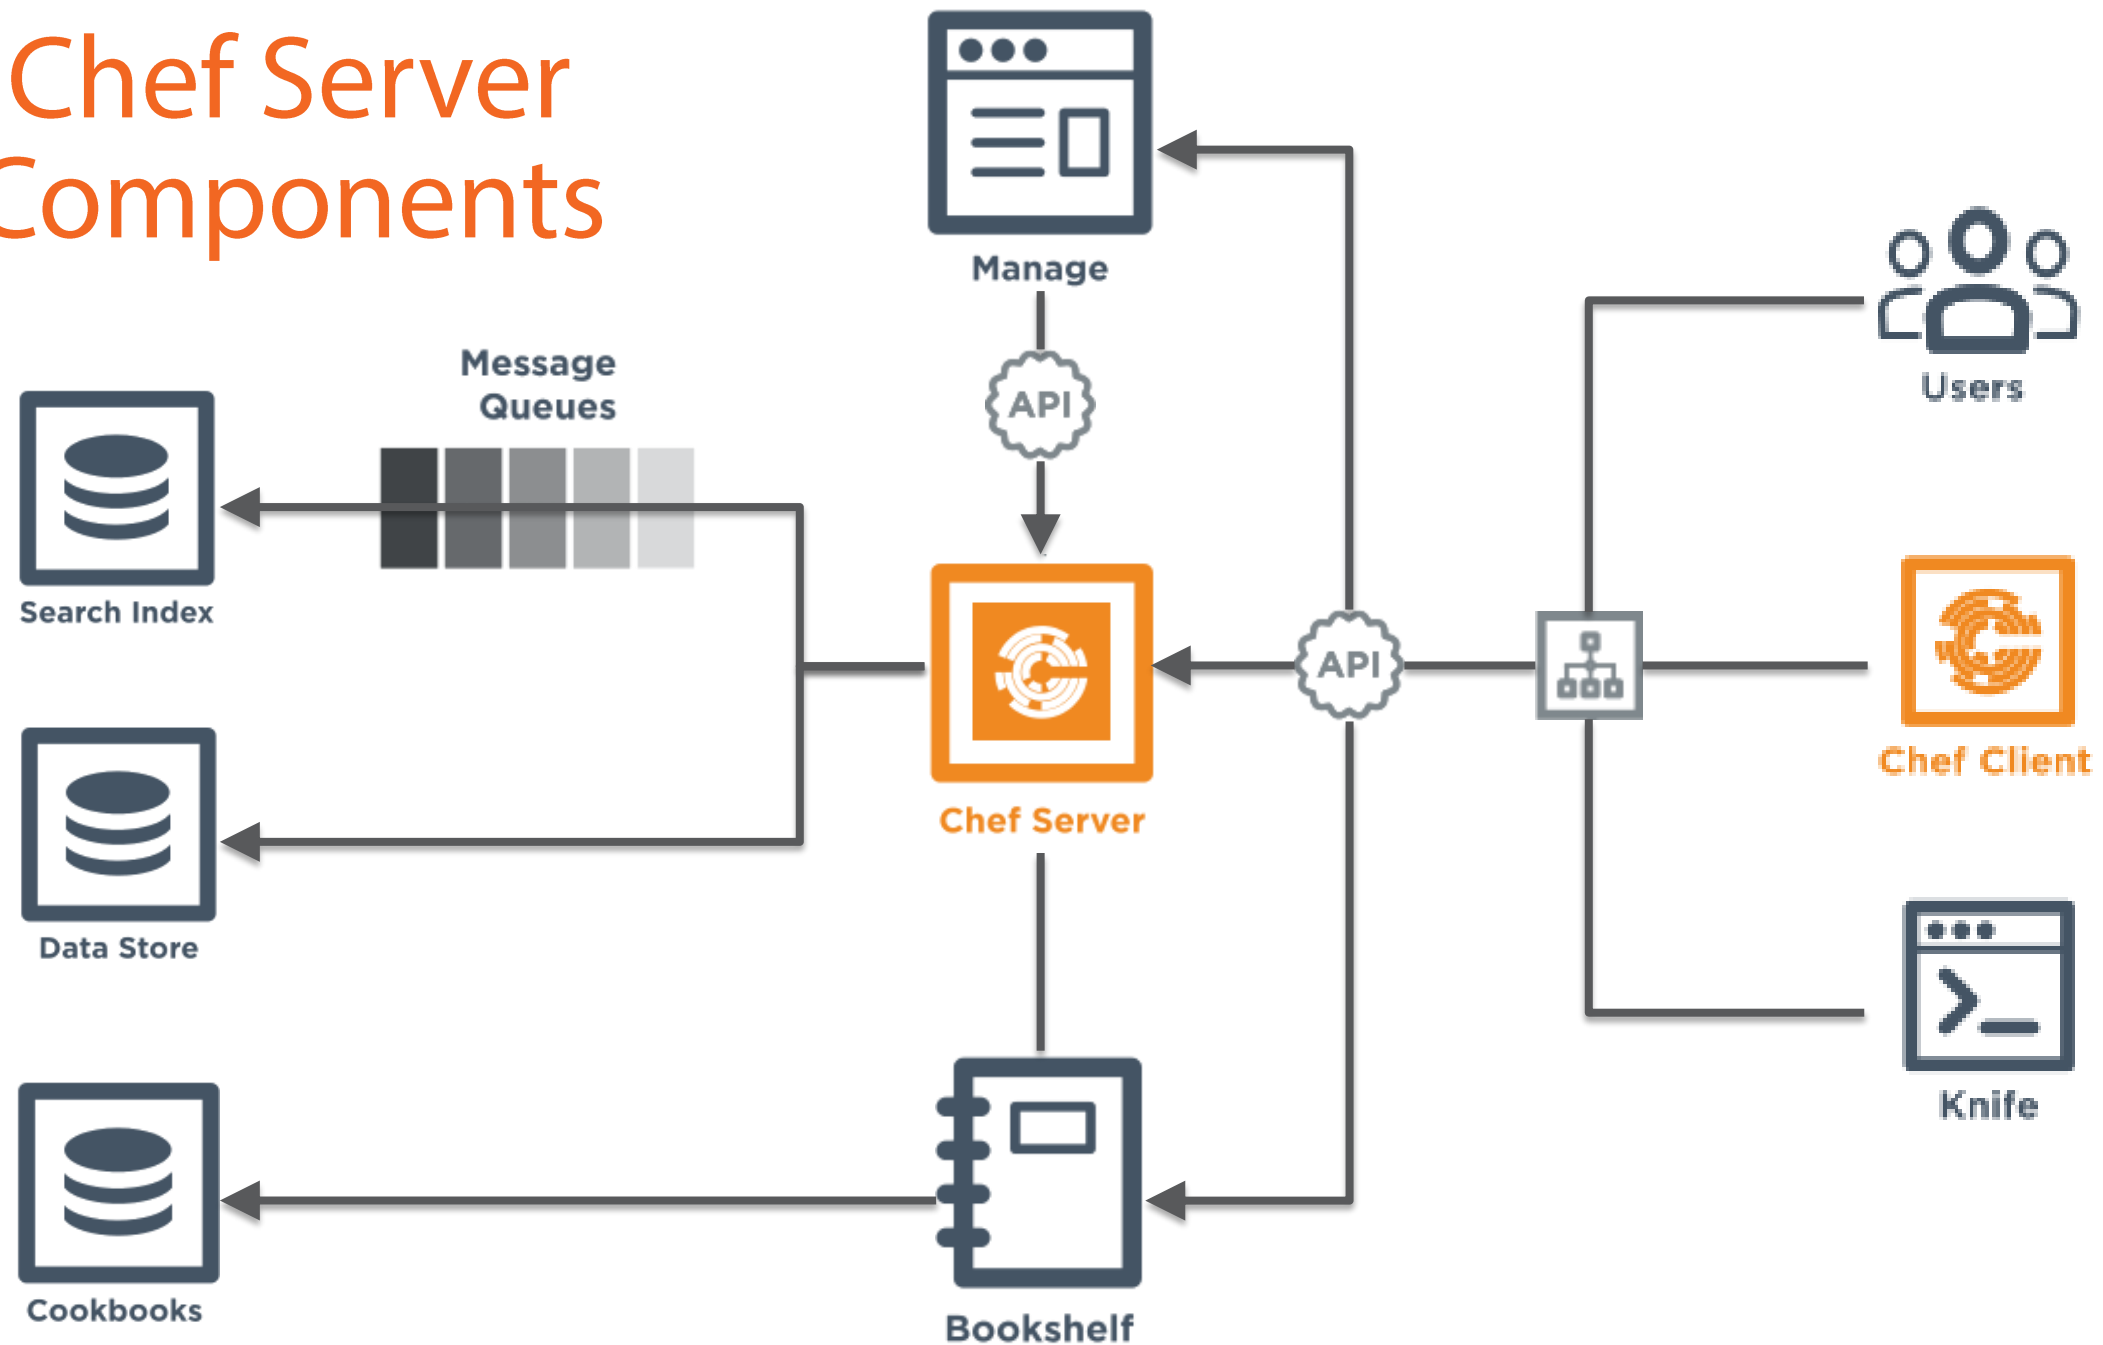 Chef Server
Components
Manage
Message
Queues
API
Users
Search Index
API
Chef Client
Chef Server
Data Store
Knife
Cookbooks
Bookshelf